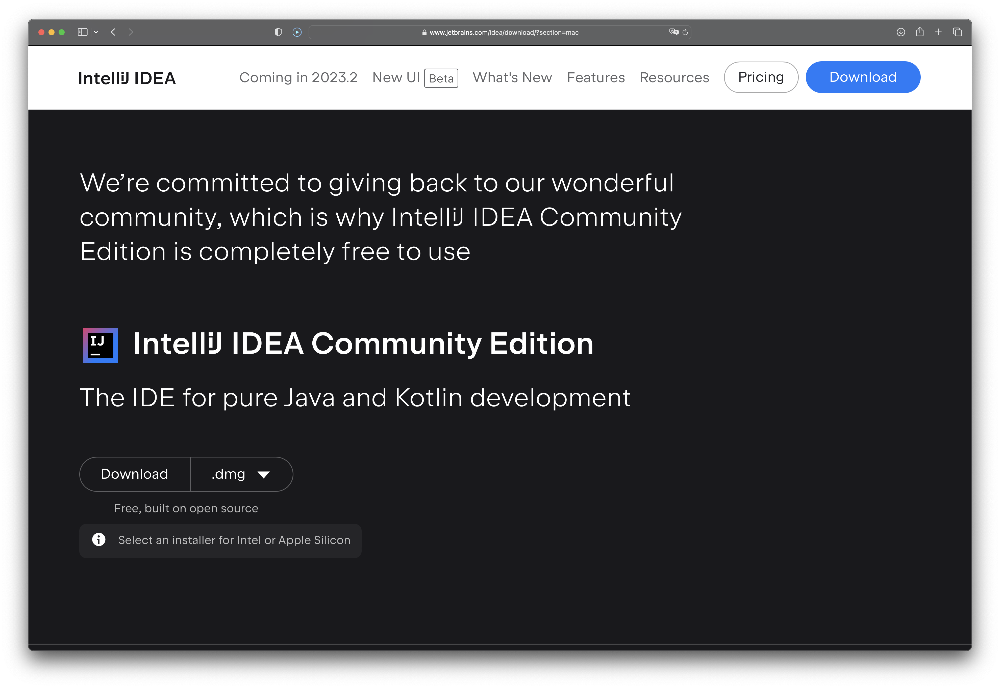 www.jetbrains.com/idea/download/?section=mac
IntelliJ IDEA
Coming in 2023.2 New UI Beta What's New Features Resources Pricing Download
We’re committed to giving back to our wonderful
community, which is why IntelliJ IDEA Community
Edition is completely free to use
IJ
IntelliJ IDEA Community Edition
The IDE for pure Java and Kotlin development
Download .dmg
Free, built on open source
Select an installer for Intel or Apple Silicon